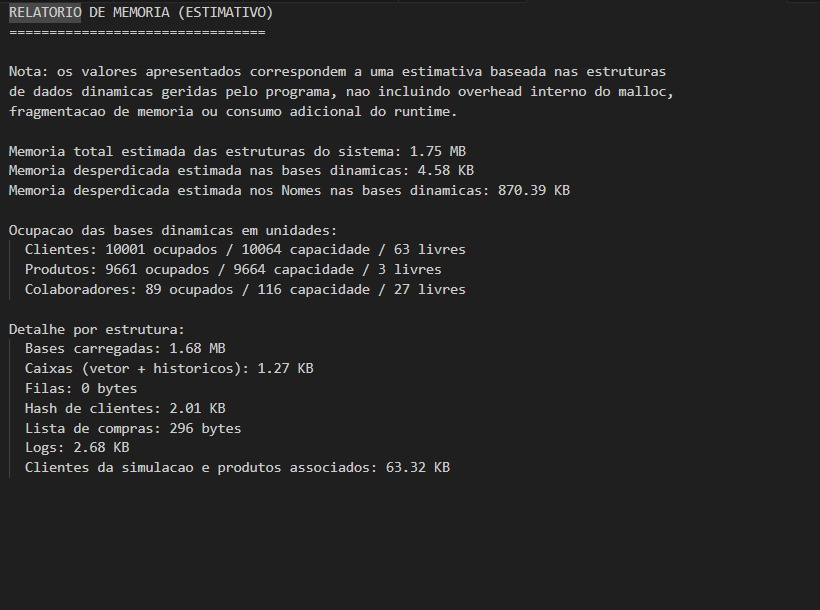 RELATORIO DE MEMORIA (ESTIMATIVO)
================================
Nota: os valores apresentados correspondem a uma estimativa baseada nas estruturas
de dados dinamicas geridas pelo programa, nao incluindo overhead interno do malloc,
fragmentacao de memoria ou consumo adicional do runtime.
Memoria total estimada das estruturas do sistema: 1.75 MB
Memoria desperdicada estimada nas bases dinamicas: 4.58 KB
Memoria desperdicada estimada nos Nomes nas bases dinamicas: 870.39 KB
Ocupacao das bases dinamicas em unidades:
Clientes: 10001 ocupados / 10064 capacidade / 63 livres
Produtos: 9661 ocupados / 9664 capacidade / 3 livres
Colaboradores: 89 ocupados / 116 capacidade / 27 livres
Detalhe por estrutura:
Bases carregadas: 1.68 MB
Caixas (vetor + historicos): 1.27 KB
Filas: 0 bytes
Hash de clientes: 2.01 KB
Lista de compras: 296 bytes
Logs: 2.68 KB
Clientes da simulacao e produtos associados: 63.32 KB